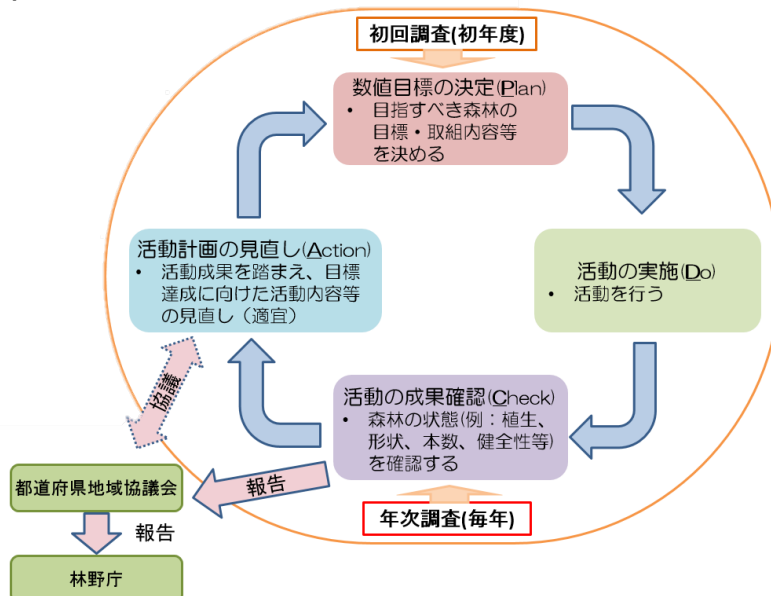 初回調査(初年度)
数値目標の決定(Plan)
• 目指すべき森林の
目標・取組内容等
を決める
活動計画の見直し(Action)
• 活動成果を踏まえ、目標
達成に向けた活動内容等
の見直し（適宜）
活動の実施(Do)
• 活動を行う
活動の成果確認(Check)
• 森林の状態(例：植生、
形状、本数、健全性等)
を確認する
協議
報告
年次調査(毎年)
都道府県地域協議会
報告
林野庁